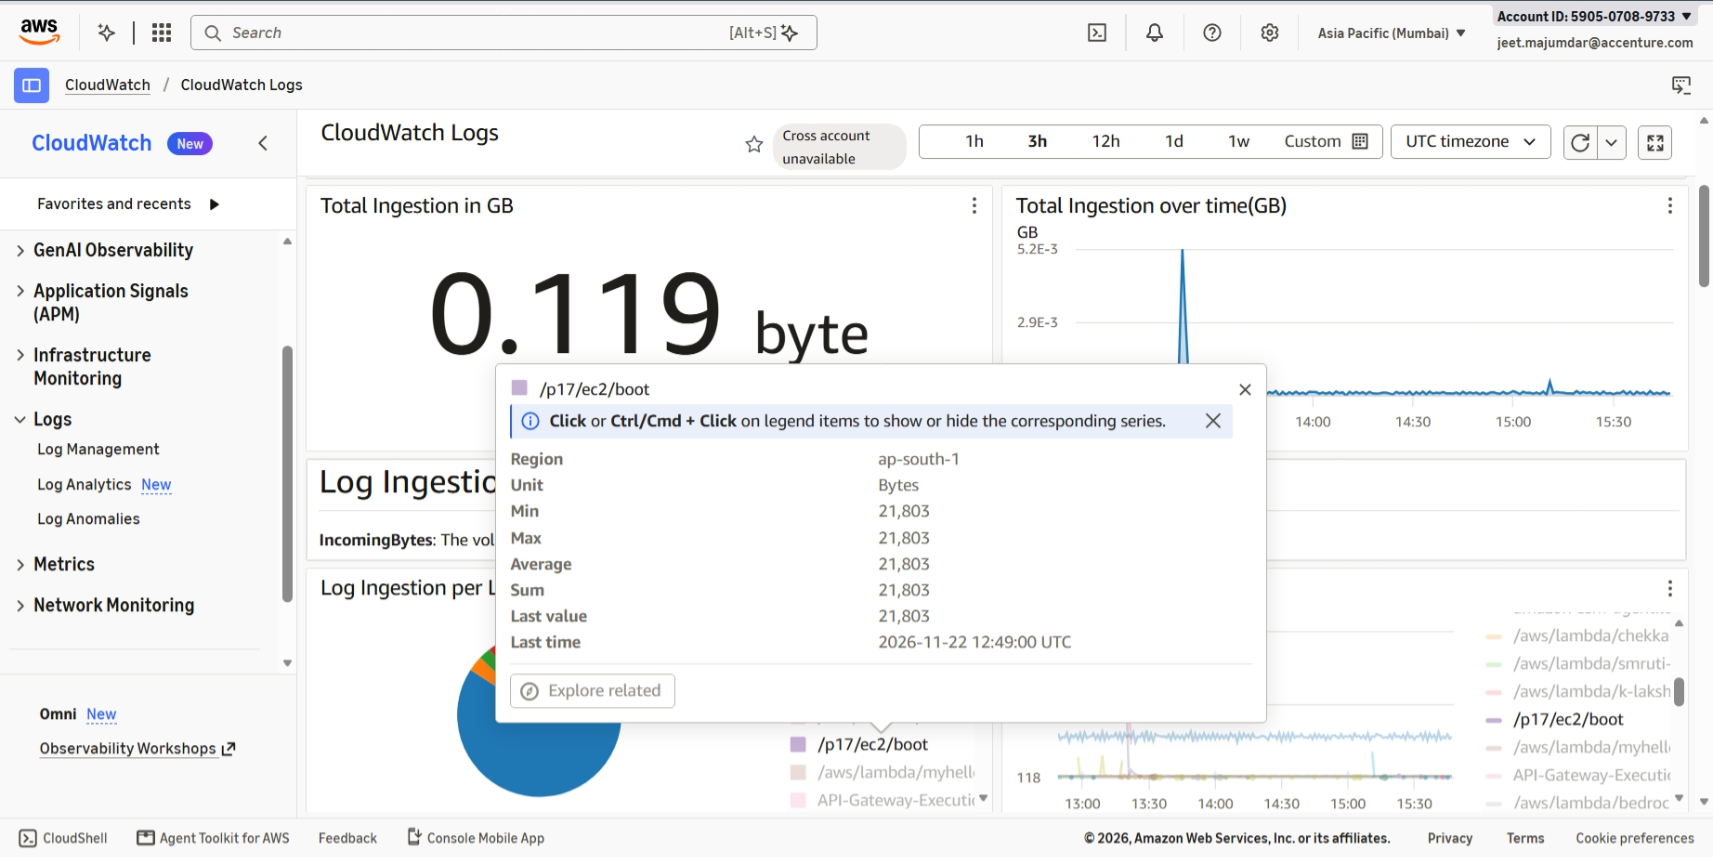 aws
Search
[Alt+S]
Asia Pacific (Mumbai)
Account ID: 5905-0708-9733
jeet.majumdar@accenture.com
CloudWatch / CloudWatch Logs
CloudWatch New
Favorites and recents
GenAI Observability
Application Signals
(APM)
Infrastructure
Monitoring
Logs
Log Management
Log Analytics New
Log Anomalies
Metrics
Network Monitoring
Omni New
Observability Workshops
CloudWatch Logs
Cross account
unavailable
1h 3h 12h 1d 1w Custom
UTC timezone
Total Ingestion in GB
0.119 byte
Total Ingestion over time(GB)
GB
5.2E-3
2.9E-3
14:00 14:30 15:00 15:30
Log Ingestio
IncomingBytes: The vol
Log Ingestion per L
/p17/ec2/boot
Click or Ctrl/Cmd + Click on legend items to show or hide the corresponding series.
Region ap-south-1
Unit Bytes
Min 21,803
Max 21,803
Average 21,803
Sum 21,803
Last value 21,803
Last time 2026-11-22 12:49:00 UTC
Explore related
/p17/ec2/boot
/aws/lambda/myhell
API-Gateway-Executi
118
13:00 13:30 14:00 14:30 15:00 15:30
/aws/lambda/chekka
/aws/lambda/smruti-
/aws/lambda/k-laksh
/p17/ec2/boot
/aws/lambda/myhell
API-Gateway-Executi
/aws/lambda/bedroc
CloudShell
Agent Toolkit for AWS
Feedback
Console Mobile App
© 2026, Amazon Web Services, Inc. or its affiliates.
Privacy
Terms
Cookie preferences